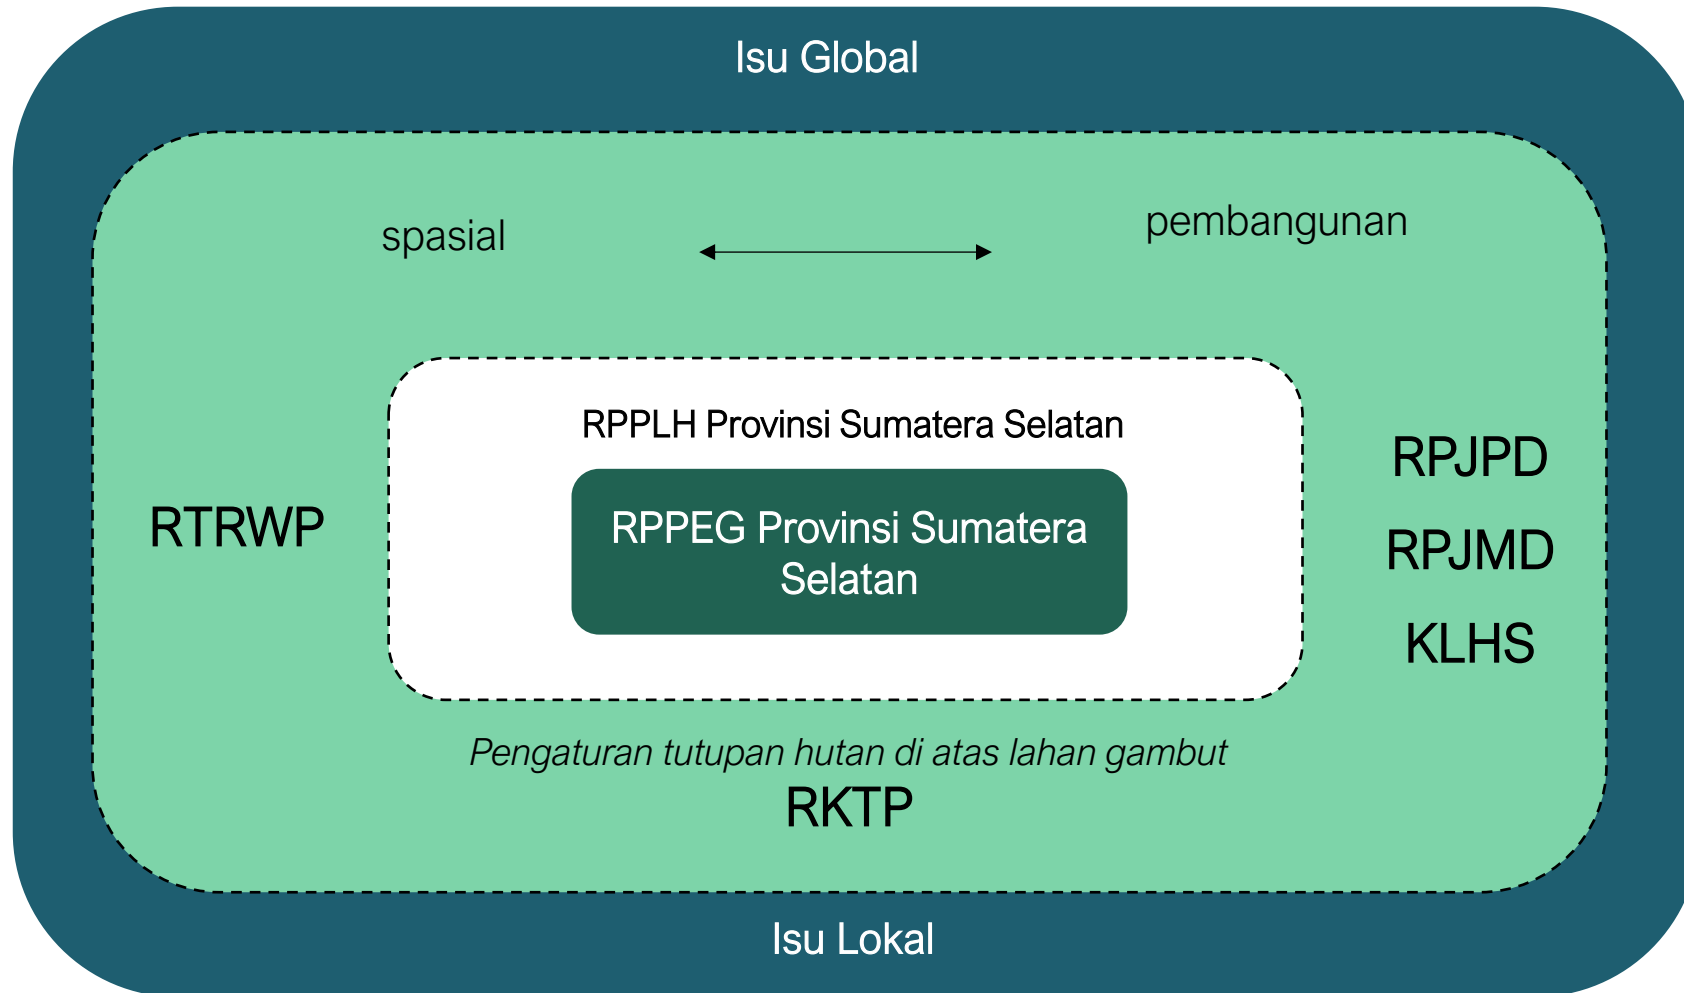 Isu Global
spasial
pembangunan
RPPLH Provinsi Sumatera Selatan
RPPEG Provinsi Sumatera
Selatan
RTRWP
RPJPD
RPJMD
KLHS
Pengaturan tutupan hutan di atas lahan gambut
RKTP
Isu Lokal